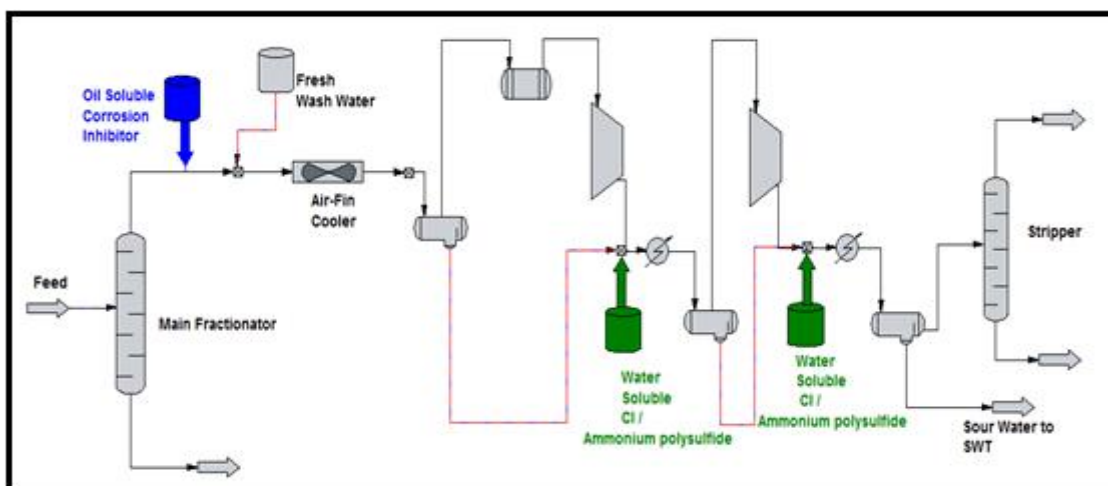 Oil Soluble
Corrosion
Inhibitor
Fresh
Wash Water
Air-Fin
Cooler
Feed
Main Fractionator
Stripper
Water
Soluble
CI /
Ammonium polysulfide
Water
Soluble
CI /
Ammonium polysulfide
Sour Water to
SWT